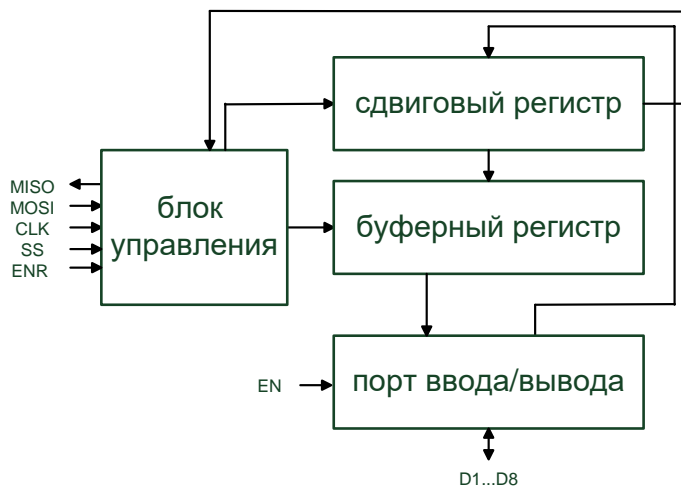 сдвиговый регистр
MISO
MOSI
CLK
SS
ENR
блок
управления
буферный регистр
EN
порт ввода/вывода
D1...D8